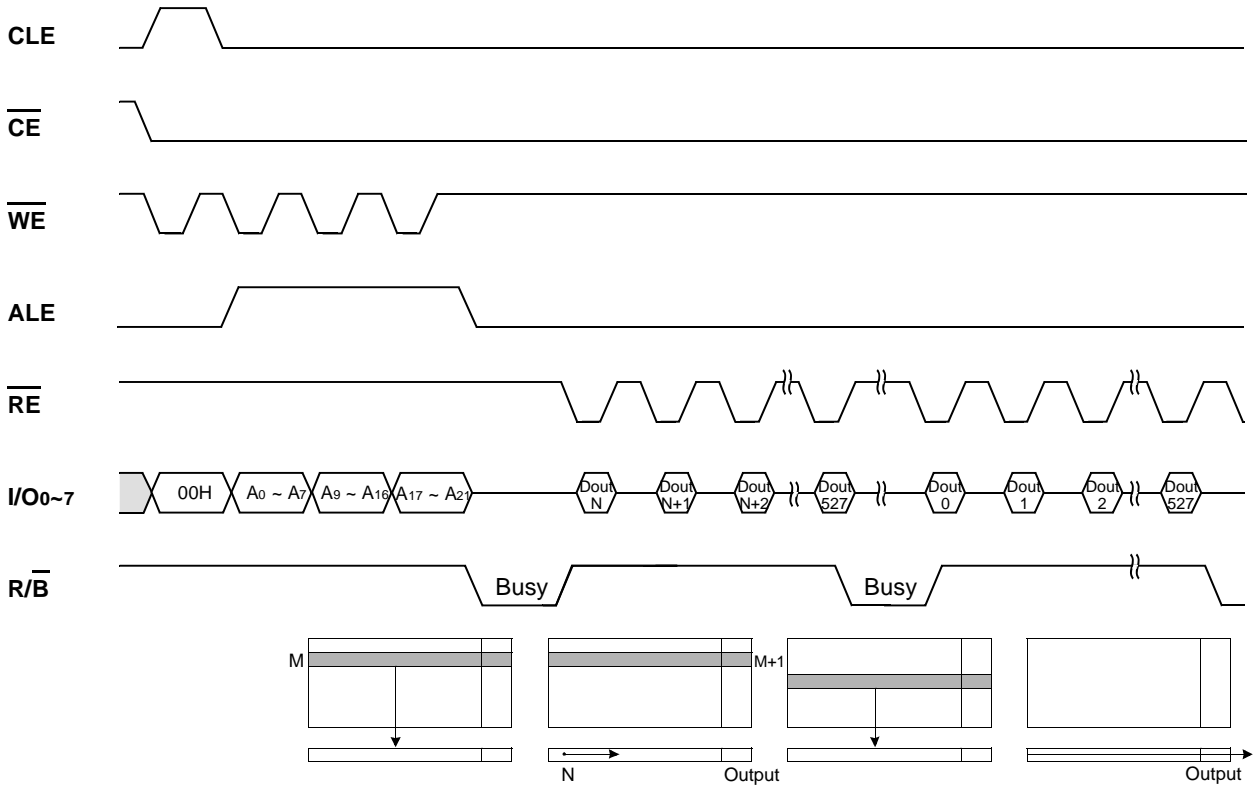 CLE
CE
WE
ALE
RE
I/O0~7
00H A0 ~ A7 A9 ~ A16 A17 ~ A21
Dout N
Dout N+1
Dout N+2
Dout 527
Dout 0
Dout 1
Dout 2
Dout 527
R/B
Busy
Busy
M
M+1
N
Output
Output